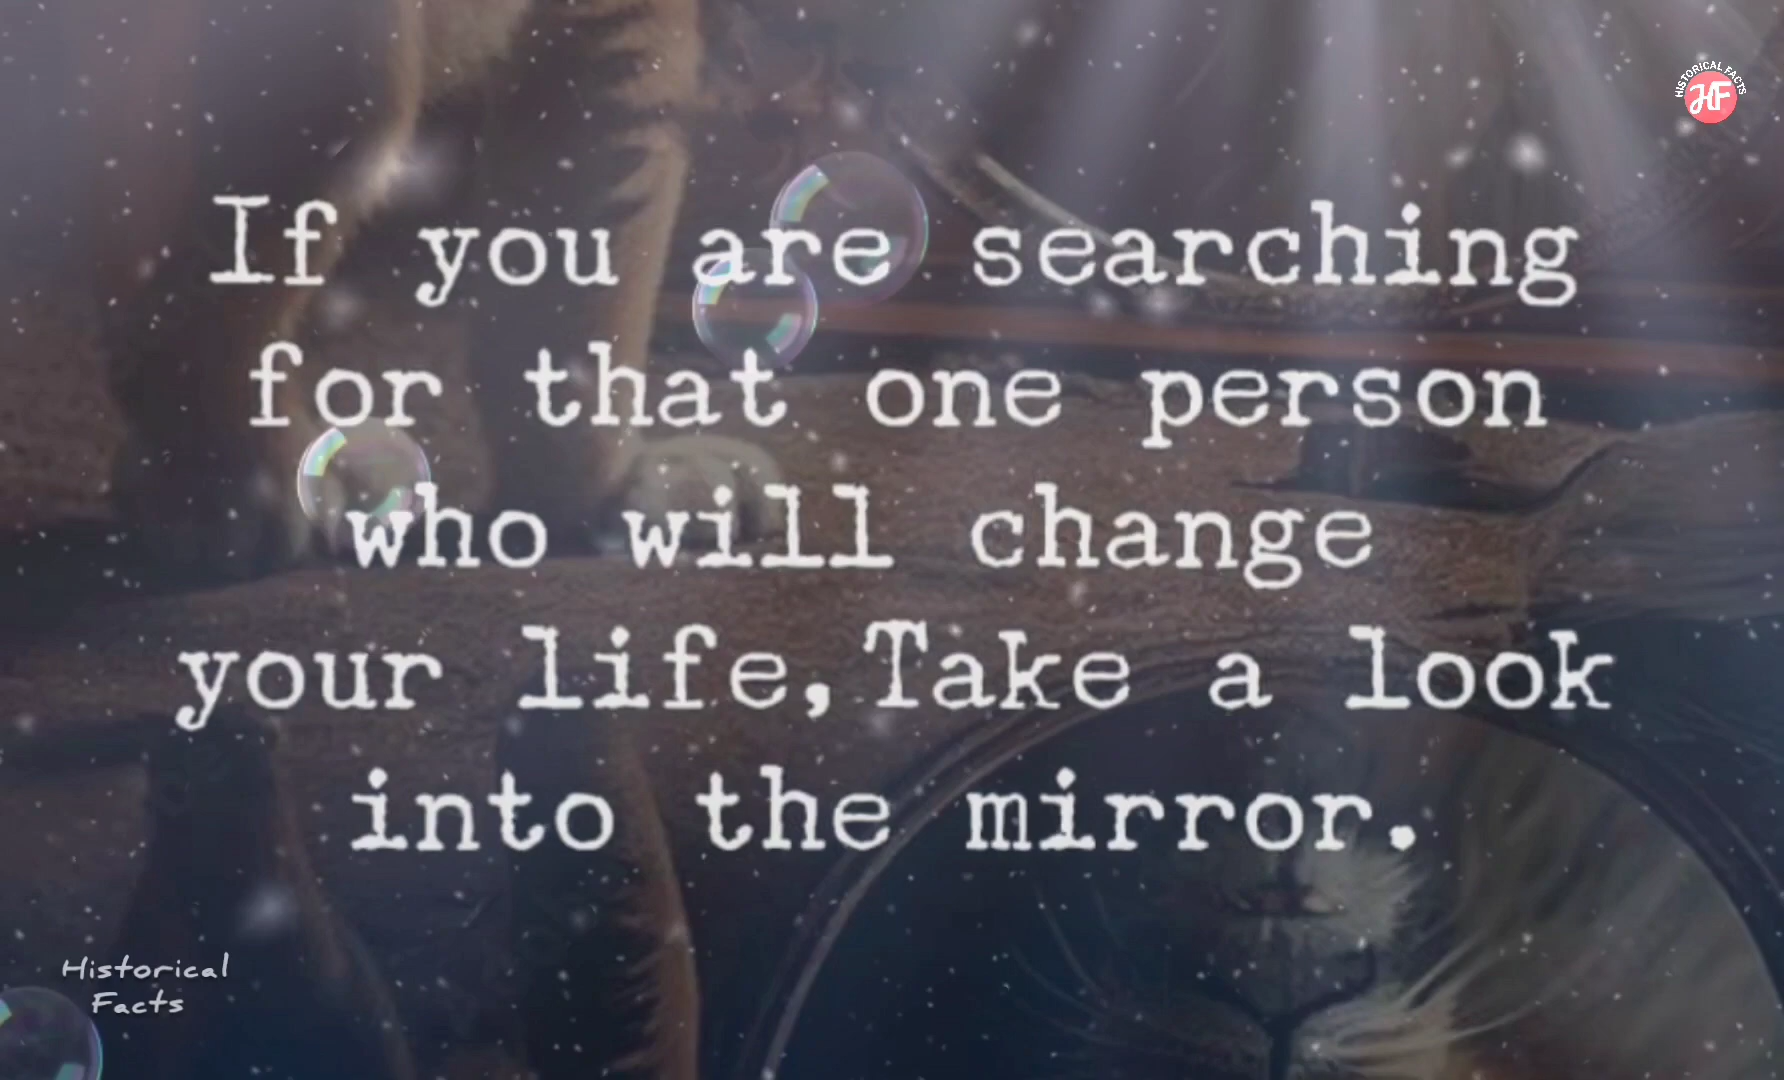 HISTORICAL FACTS
HF
If you are searching
for that one person
who will change
your life,Take a look
into the mirror.
Historical
Facts